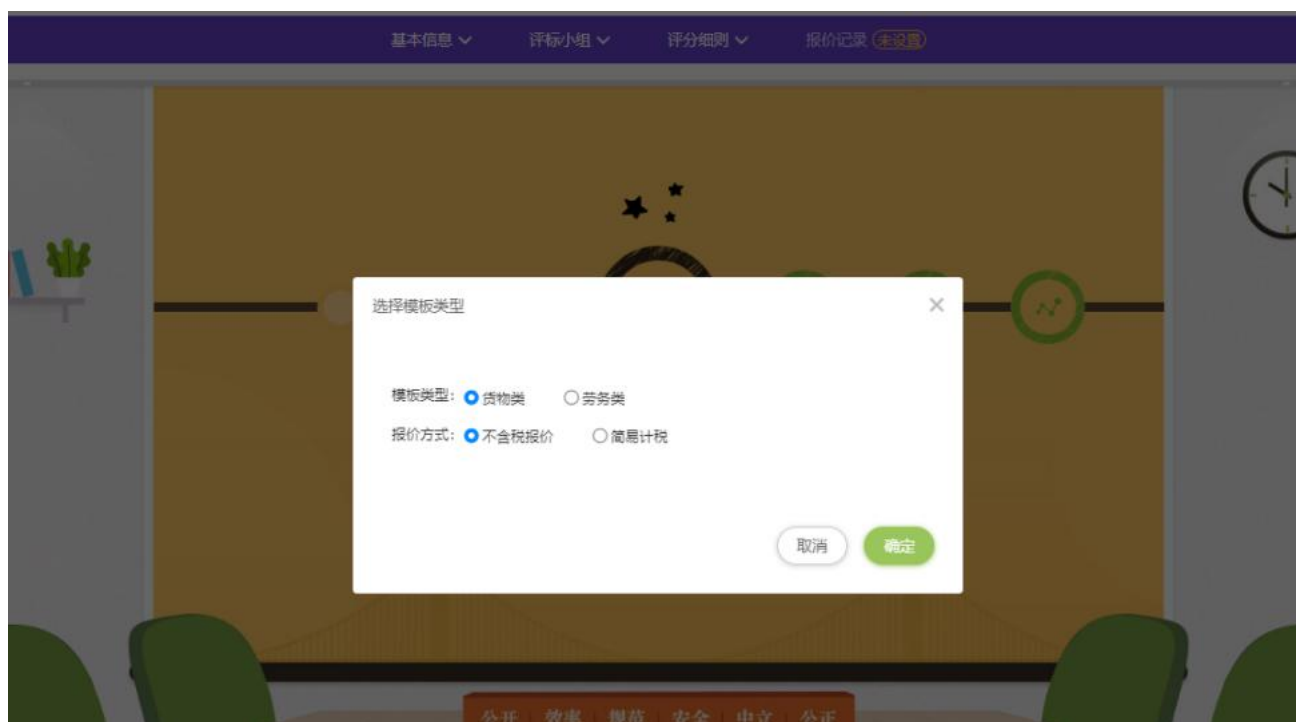 基本信息 评标小组 评分细则 报价记录 未设置
选择模板类型
模板类型: 货物类 劳务类
报价方式: 不含税报价 简易计税
取消 确定
公开 效率 规范 安全 中立 公正